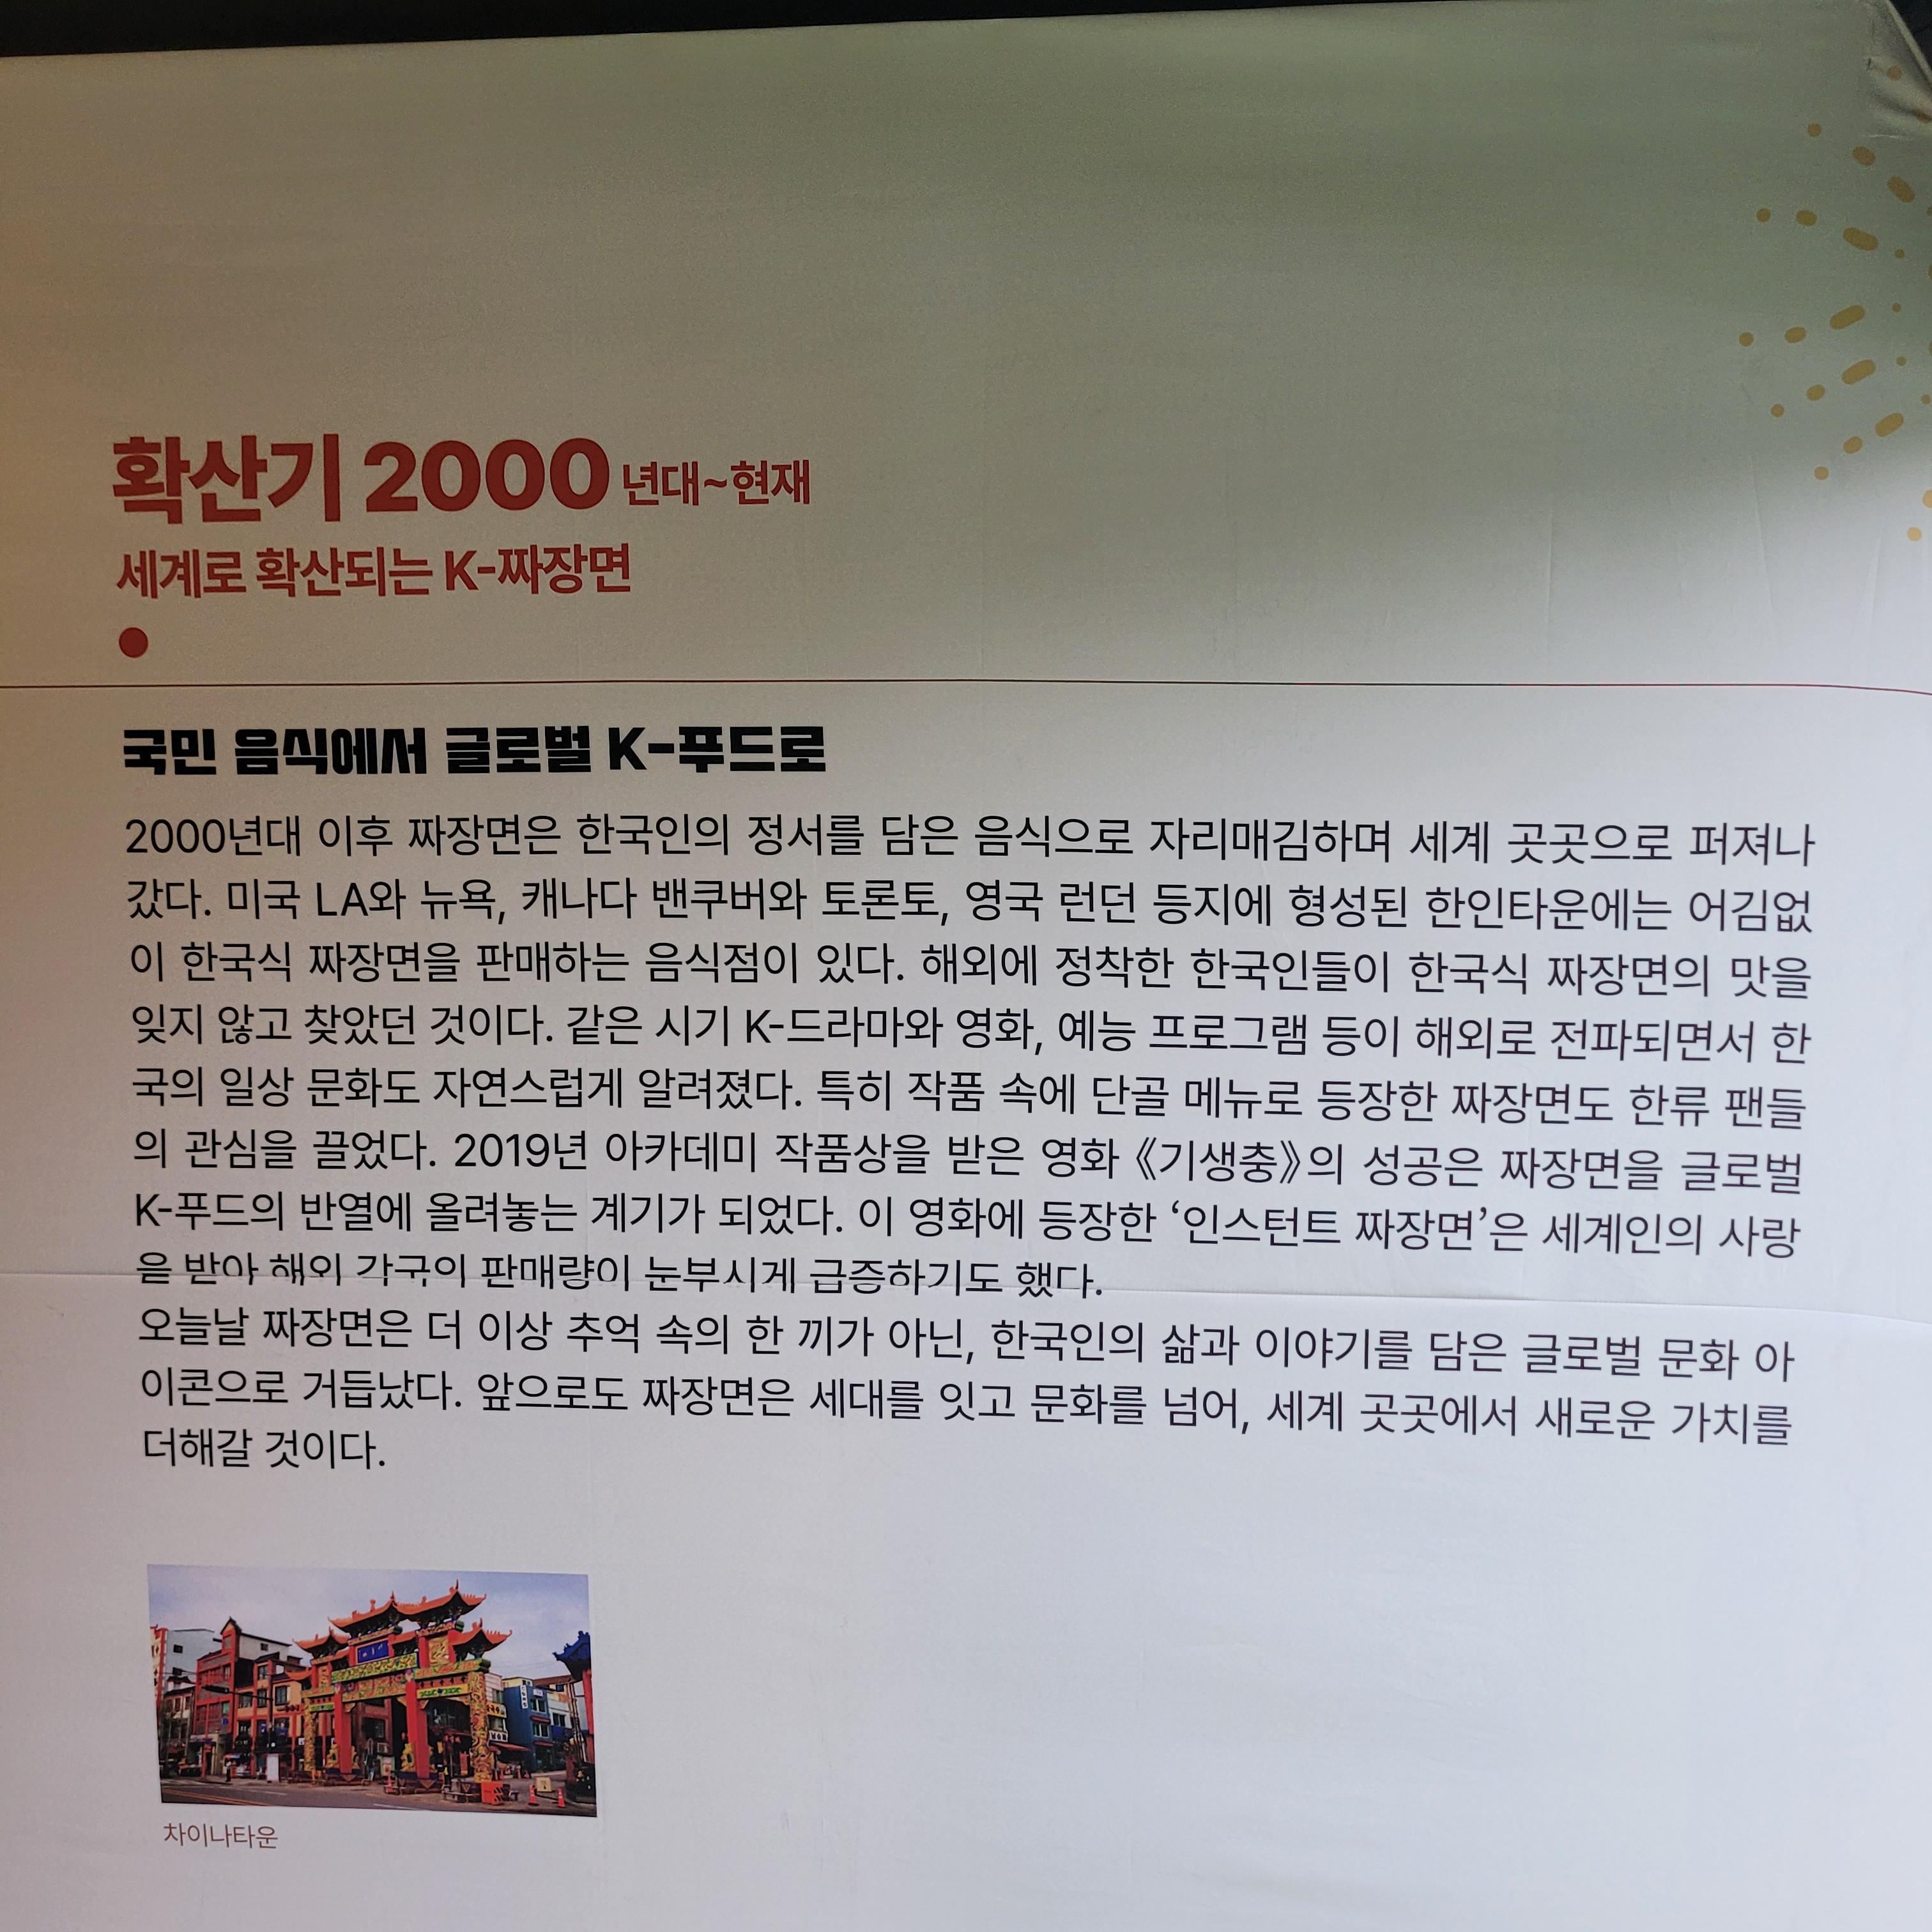 확산기 2000 년대~현재
세계로 확산되는 K-짜장면
국민 음식에서 글로벌 K-푸드로
2000년대 이후 짜장면은 한국인의 정서를 담은 음식으로 자리매김하며 세계 곳곳으로 퍼져나
갔다. 미국 LA와 뉴욕, 캐나다 밴쿠버와 토론토, 영국 런던 등지에 형성된 한인타운에는 어김없
이 한국식 짜장면을 판매하는 음식점이 있다. 해외에 정착한 한국인들이 한국식 짜장면의 맛을
잊지 않고 찾았던 것이다. 같은 시기 K-드라마와 영화, 예능 프로그램 등이 해외로 전파되면서 한
국의 일상 문화도 자연스럽게 알려졌다. 특히 작품 속에 단골 메뉴로 등장한 짜장면도 한류 팬들
의 관심을 끌었다. 2019년 아카데미 작품상을 받은 영화 《기생충》의 성공은 짜장면을 글로벌
K-푸드의 반열에 올려놓는 계기가 되었다. 이 영화에 등장한 ‘인스턴트 짜장면’은 세계인의 사랑
을 받아 해외 각국의 판매량이 눈부시게 급증하기도 했다.
오늘날 짜장면은 더 이상 추억 속의 한 끼가 아닌, 한국인의 삶과 이야기를 담은 글로벌 문화 아
이콘으로 거듭났다. 앞으로도 짜장면은 세대를 잇고 문화를 넘어, 세계 곳곳에서 새로운 가치를
더해갈 것이다.
차이나타운